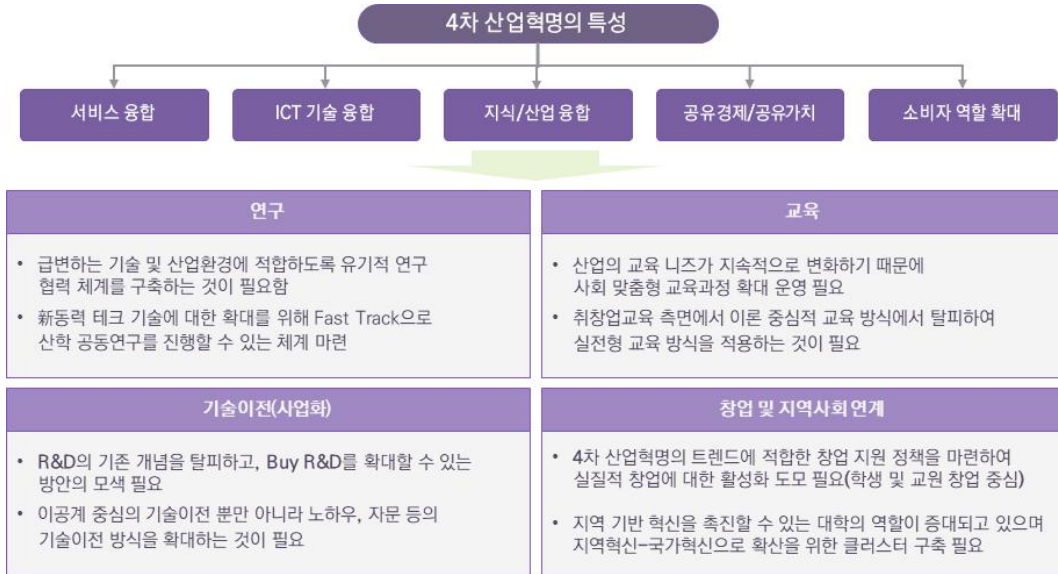 4차 산업혁명의 특성
서비스 융합
ICT 기술 융합
지식/산업 융합
공유경제/공유가치
소비자 역할 확대
연구
• 급변하는 기술 및 산업환경에 적합하도록 유기적 연구
협력 체계를 구축하는 것이 필요함
• 新동력 테크 기술에 대한 확대를 위해 Fast Track으로
산학 공동연구를 진행할 수 있는 체계 마련
교육
• 산업의 교육 니즈가 지속적으로 변화하기 때문에
사회 맞춤형 교육과정 확대 운영 필요
• 취창업교육 측면에서 이론 중심적 교육 방식에서 탈피하여
실전형 교육 방식을 적용하는 것이 필요
기술이전(사업화)
• R&D의 기존 개념을 탈피하고, Buy R&D를 확대할 수 있는
방안의 모색 필요
• 이공계 중심의 기술이전 뿐만 아니라 노하우, 자문 등의
기술이전 방식을 확대하는 것이 필요
창업 및 지역사회 연계
• 4차 산업혁명의 트렌드에 적합한 창업 지원 정책을 마련하여
실질적 창업에 대한 활성화 도모 필요(학생 및 교원 창업 중심)
• 지역 기반 혁신을 촉진할 수 있는 대학의 역할이 증대되고 있으며
지역혁신-국가혁신으로 확산을 위한 클러스터 구축 필요